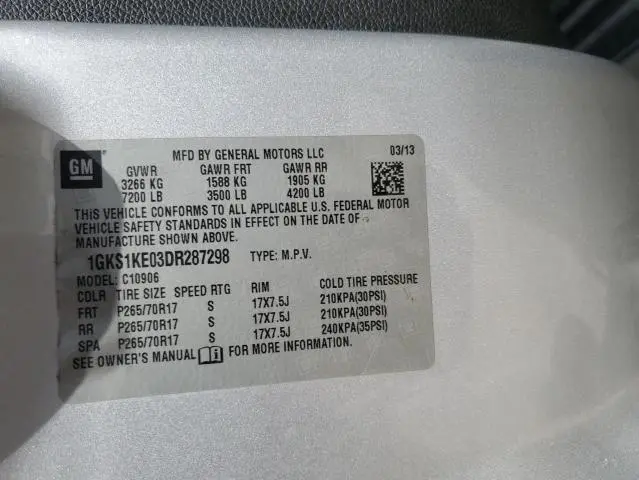 GM
MFD BY GENERAL MOTORS LLC 03/13
GVWR GAWR FRT GAWR RR
3266 KG 1588 KG 1905 KG
7200 LB 3500 LB 4200 LB
THIS VEHICLE CONFORMS TO ALL APPLICABLE U.S. FEDERAL MOTOR
VEHICLE SAFETY STANDARDS IN EFFECT ON THE DATE OF
MANUFACTURE SHOWN ABOVE.
1GKS1KE03DR287298 TYPE: M.P.V.
MODEL: C10906
CDLR TIRE SIZE SPEED RTG RIM COLD TIRE PRESSURE
FRT P265/70R17 S 17X7.5J 210KPA(30PSI)
RR P265/70R17 S 17X7.5J 210KPA(30PSI)
SPA P265/70R17 S 17X7.5J 240KPA(35PSI)
SEE OWNER'S MANUAL FOR MORE INFORMATION.